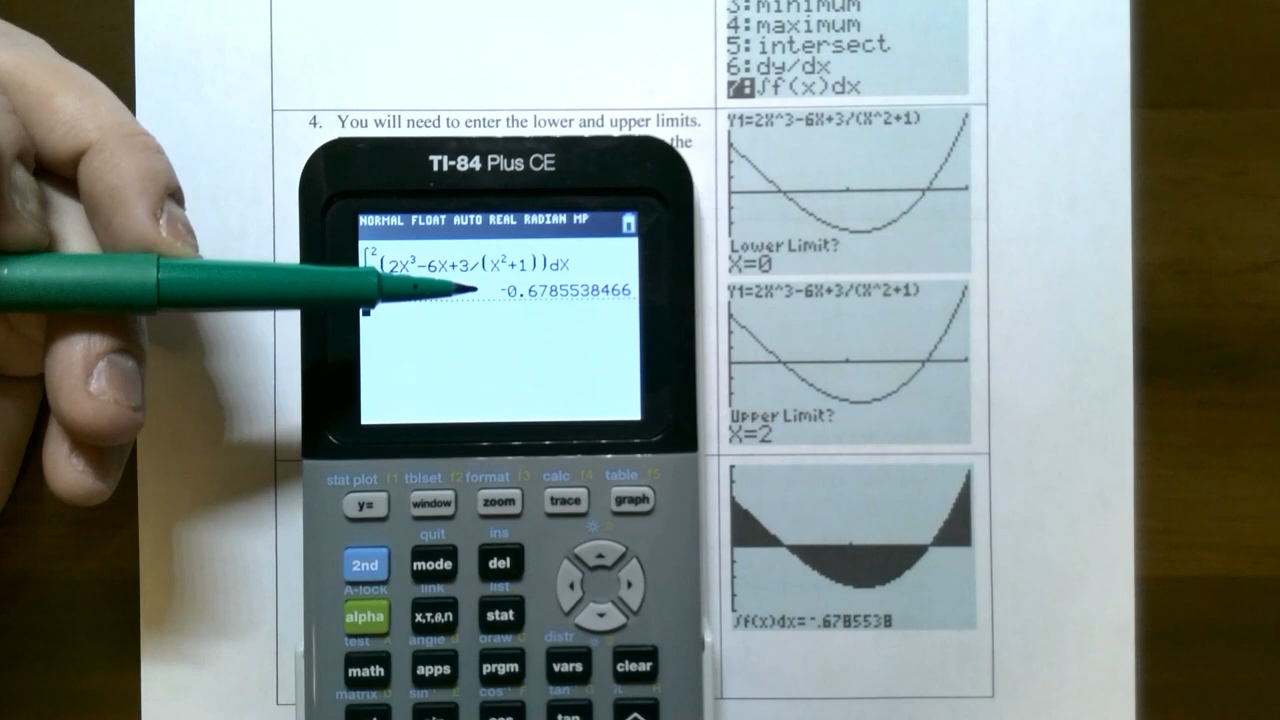 3: minimum
4: maximum
5: intersect
6: dy/dx
7:∫f(x)dx
4. You will need to enter the lower and upper limits.
the
Y1=2X^3-6X+3/(X^2+1)
Lower Limit?
X=0
Y1=2X^3-6X+3/(X^2+1)
Upper Limit?
X=2
∫f(x)dx=-.6785538
TI-84 Plus CE
NORMAL FLOAT AUTO REAL RADIAN MP
∫²(2X³-6X+3/(X²+1))dX
-0.6785538466
stat plot f1 tblset f2 format f3 calc f4 table f5
y= window zoom trace graph
quit ins
2nd mode del
A-lock link list
alpha X,T,θ,n stat
test A angle B draw C distr
math apps prgm vars clear
matrix D sin⁻¹ E cos⁻¹ F tan⁻¹ G π H
sin cos tan ^